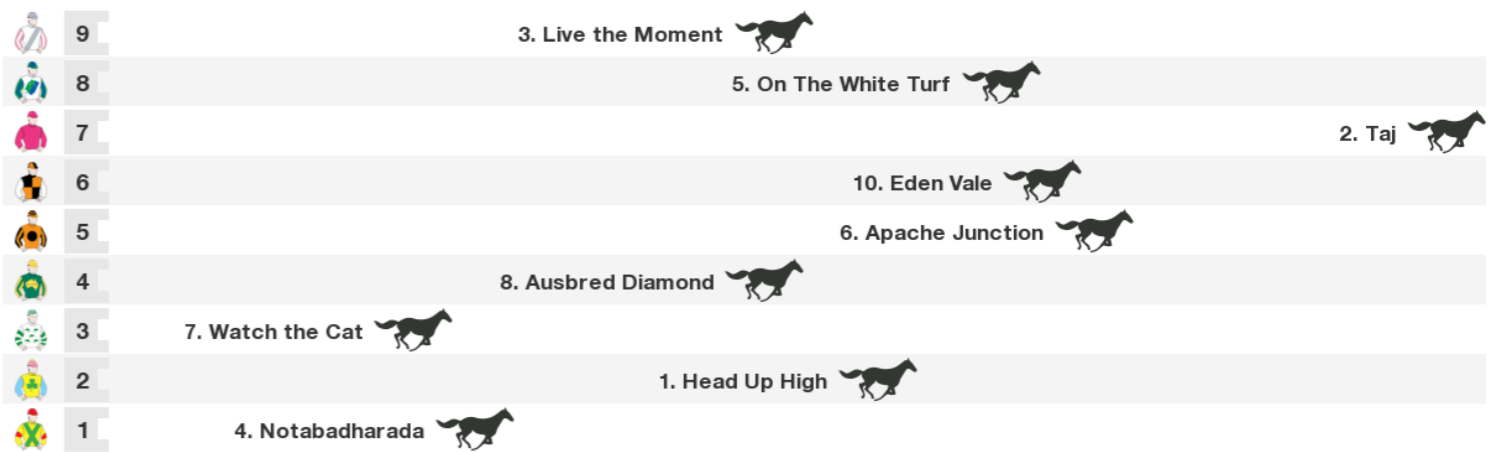 9 3. Live the Moment
8 5. On The White Turf
7 2. Taj
6 10. Eden Vale
5 6. Apache Junction
4 8. Ausbred Diamond
3 7. Watch the Cat
2 1. Head Up High
1 4. Notabadharada